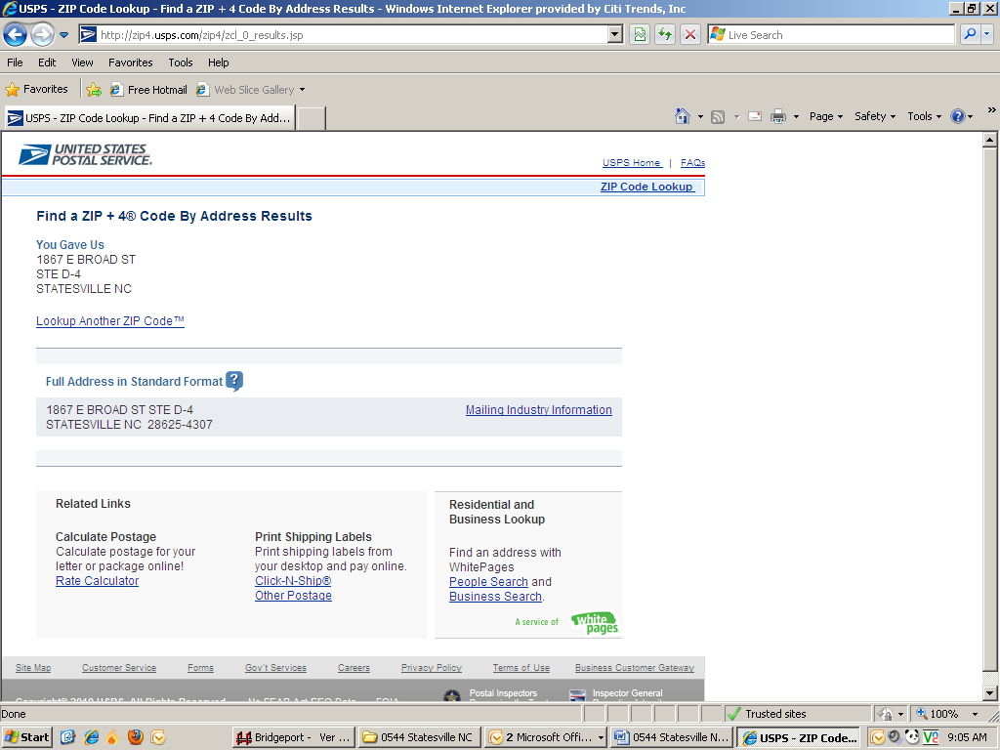 USPS - ZIP Code Lookup - Find a ZIP + 4 Code By Address Results - Windows Internet Explorer provided by Citi Trends, Inc
http://zip4.usps.com/zip4/zcl_0_results.jsp
Live Search
File Edit View Favorites Tools Help
Favorites Free Hotmail Web Slice Gallery
USPS - ZIP Code Lookup - Find a ZIP + 4 Code By Add...
Page Safety Tools
UNITED STATES
POSTAL SERVICE.
USPS Home | FAQs
ZIP Code Lookup
Find a ZIP + 4® Code By Address Results
You Gave Us
1867 E BROAD ST
STE D-4
STATESVILLE NC
Lookup Another ZIP Code™
Full Address in Standard Format ?
1867 E BROAD ST STE D-4
STATESVILLE NC 28625-4307
Mailing Industry Information
Related Links
Calculate Postage
Calculate postage for your
letter or package online!
Rate Calculator
Print Shipping Labels
Print shipping labels from
your desktop and pay online.
Click-N-Ship®
Other Postage
Residential and
Business Lookup
Find an address with
WhitePages
People Search and
Business Search.
A service of white
pages
Site Map Customer Service Forms Gov't Services Careers Privacy Policy Terms of Use Business Customer Gateway
Copyright© 2010 USPS. All Rights Reserved. No FEAR Act EEO Data FOIA
Postal Inspectors
Inspector General
Done
Trusted sites
100%
Start
Bridgeport - Ver ...
0544 Statesville NC
2 Microsoft Offi...
0544 Statesville N...
USPS - ZIP Code...
9:05 AM